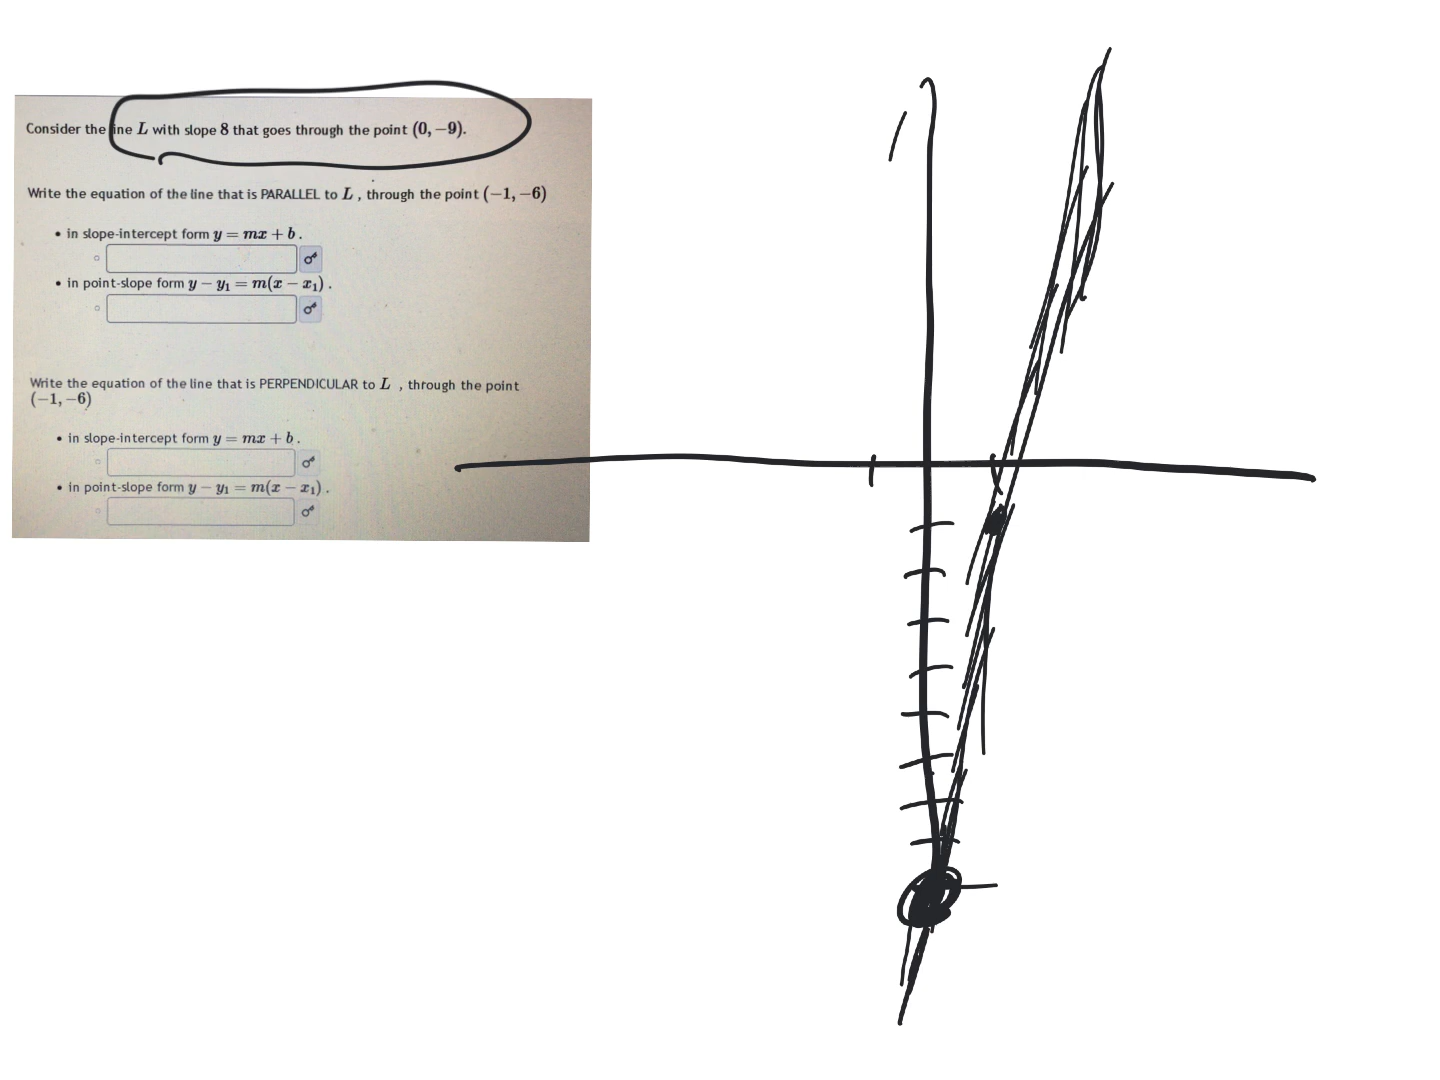 Consider the line L with slope 8 that goes through the point (0, −9).
Write the equation of the line that is PARALLEL to L , through the point (−1, −6)
• in slope-intercept form y = mx + b .
• in point-slope form y − y₁ = m(x − x₁) .
Write the equation of the line that is PERPENDICULAR to L , through the point
(−1, −6)
• in slope-intercept form y = mx + b .
• in point-slope form y − y₁ = m(x − x₁) .